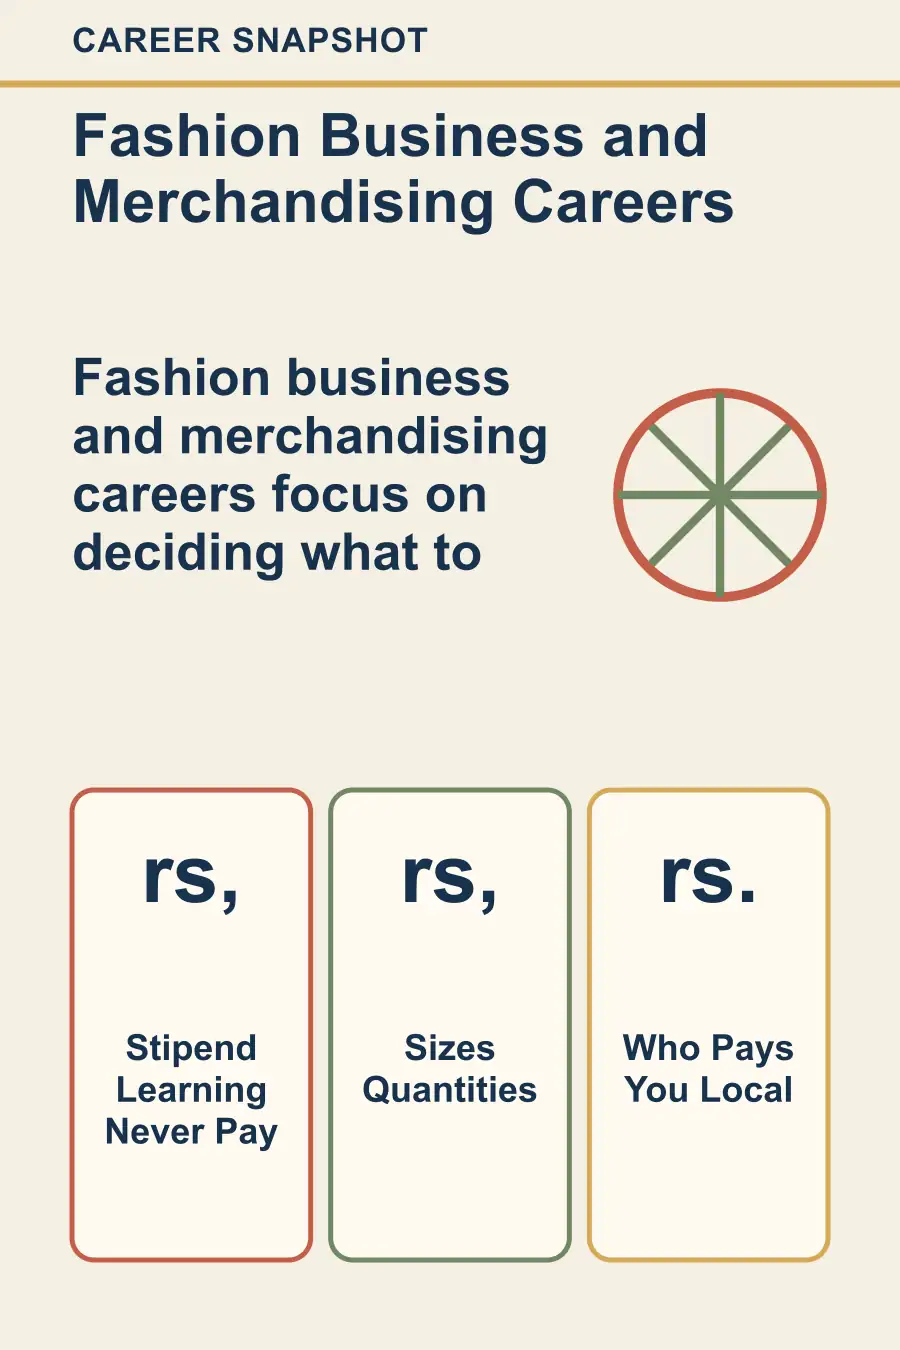 CAREER SNAPSHOT
Fashion Business and
Merchandising Careers
Fashion business
and merchandising
careers focus on
deciding what to
rs,
Stipend
Learning
Never Pay
rs,
Sizes
Quantities
rs.
Who Pays
You Local